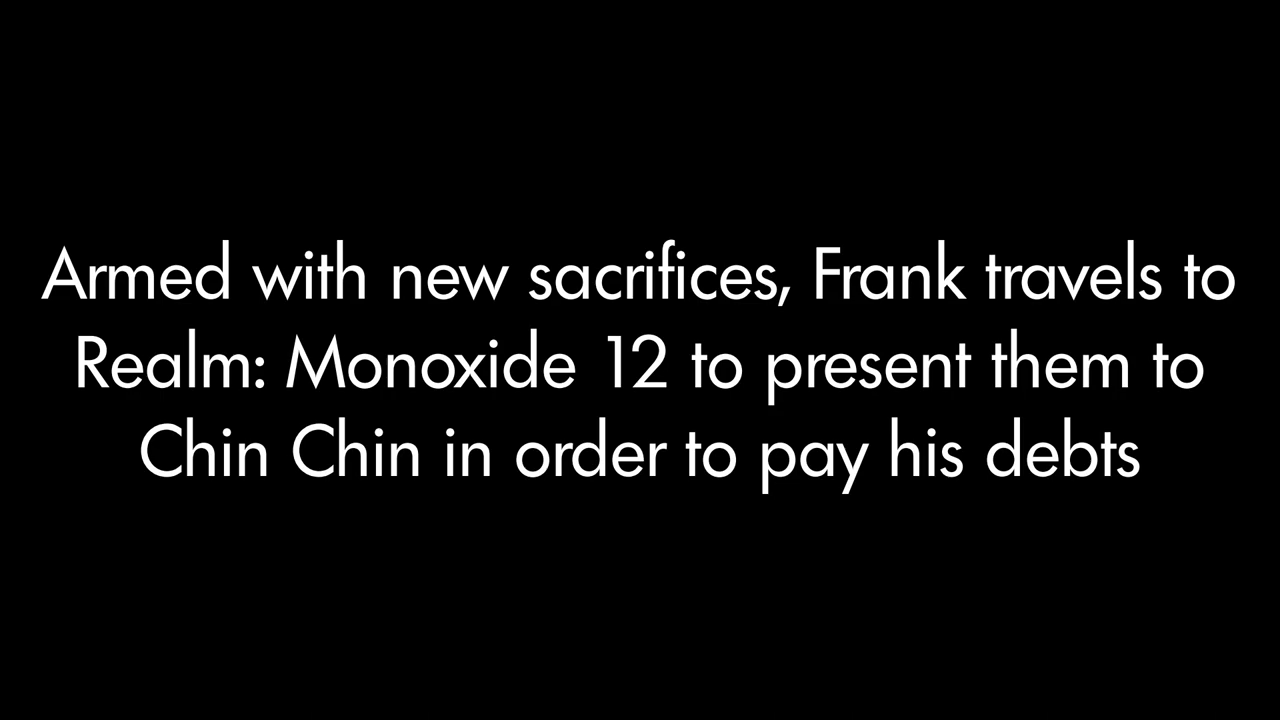 Armed with new sacrifices, Frank travels to
Realm: Monoxide 12 to present them to
Chin Chin in order to pay his debts